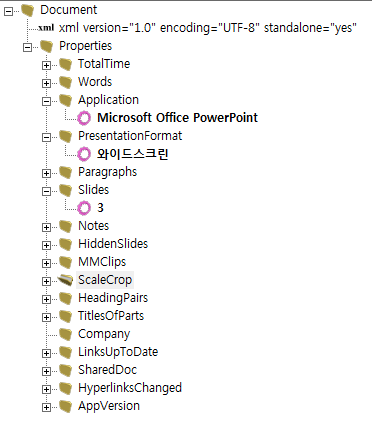 Document
xml xml version="1.0" encoding="UTF-8" standalone="yes"
Properties
TotalTime
Words
Application
Microsoft Office PowerPoint
PresentationFormat
와이드스크린
Paragraphs
Slides
3
Notes
HiddenSlides
MMClips
ScaleCrop
HeadingPairs
TitlesOfParts
Company
LinksUpToDate
SharedDoc
HyperlinksChanged
AppVersion